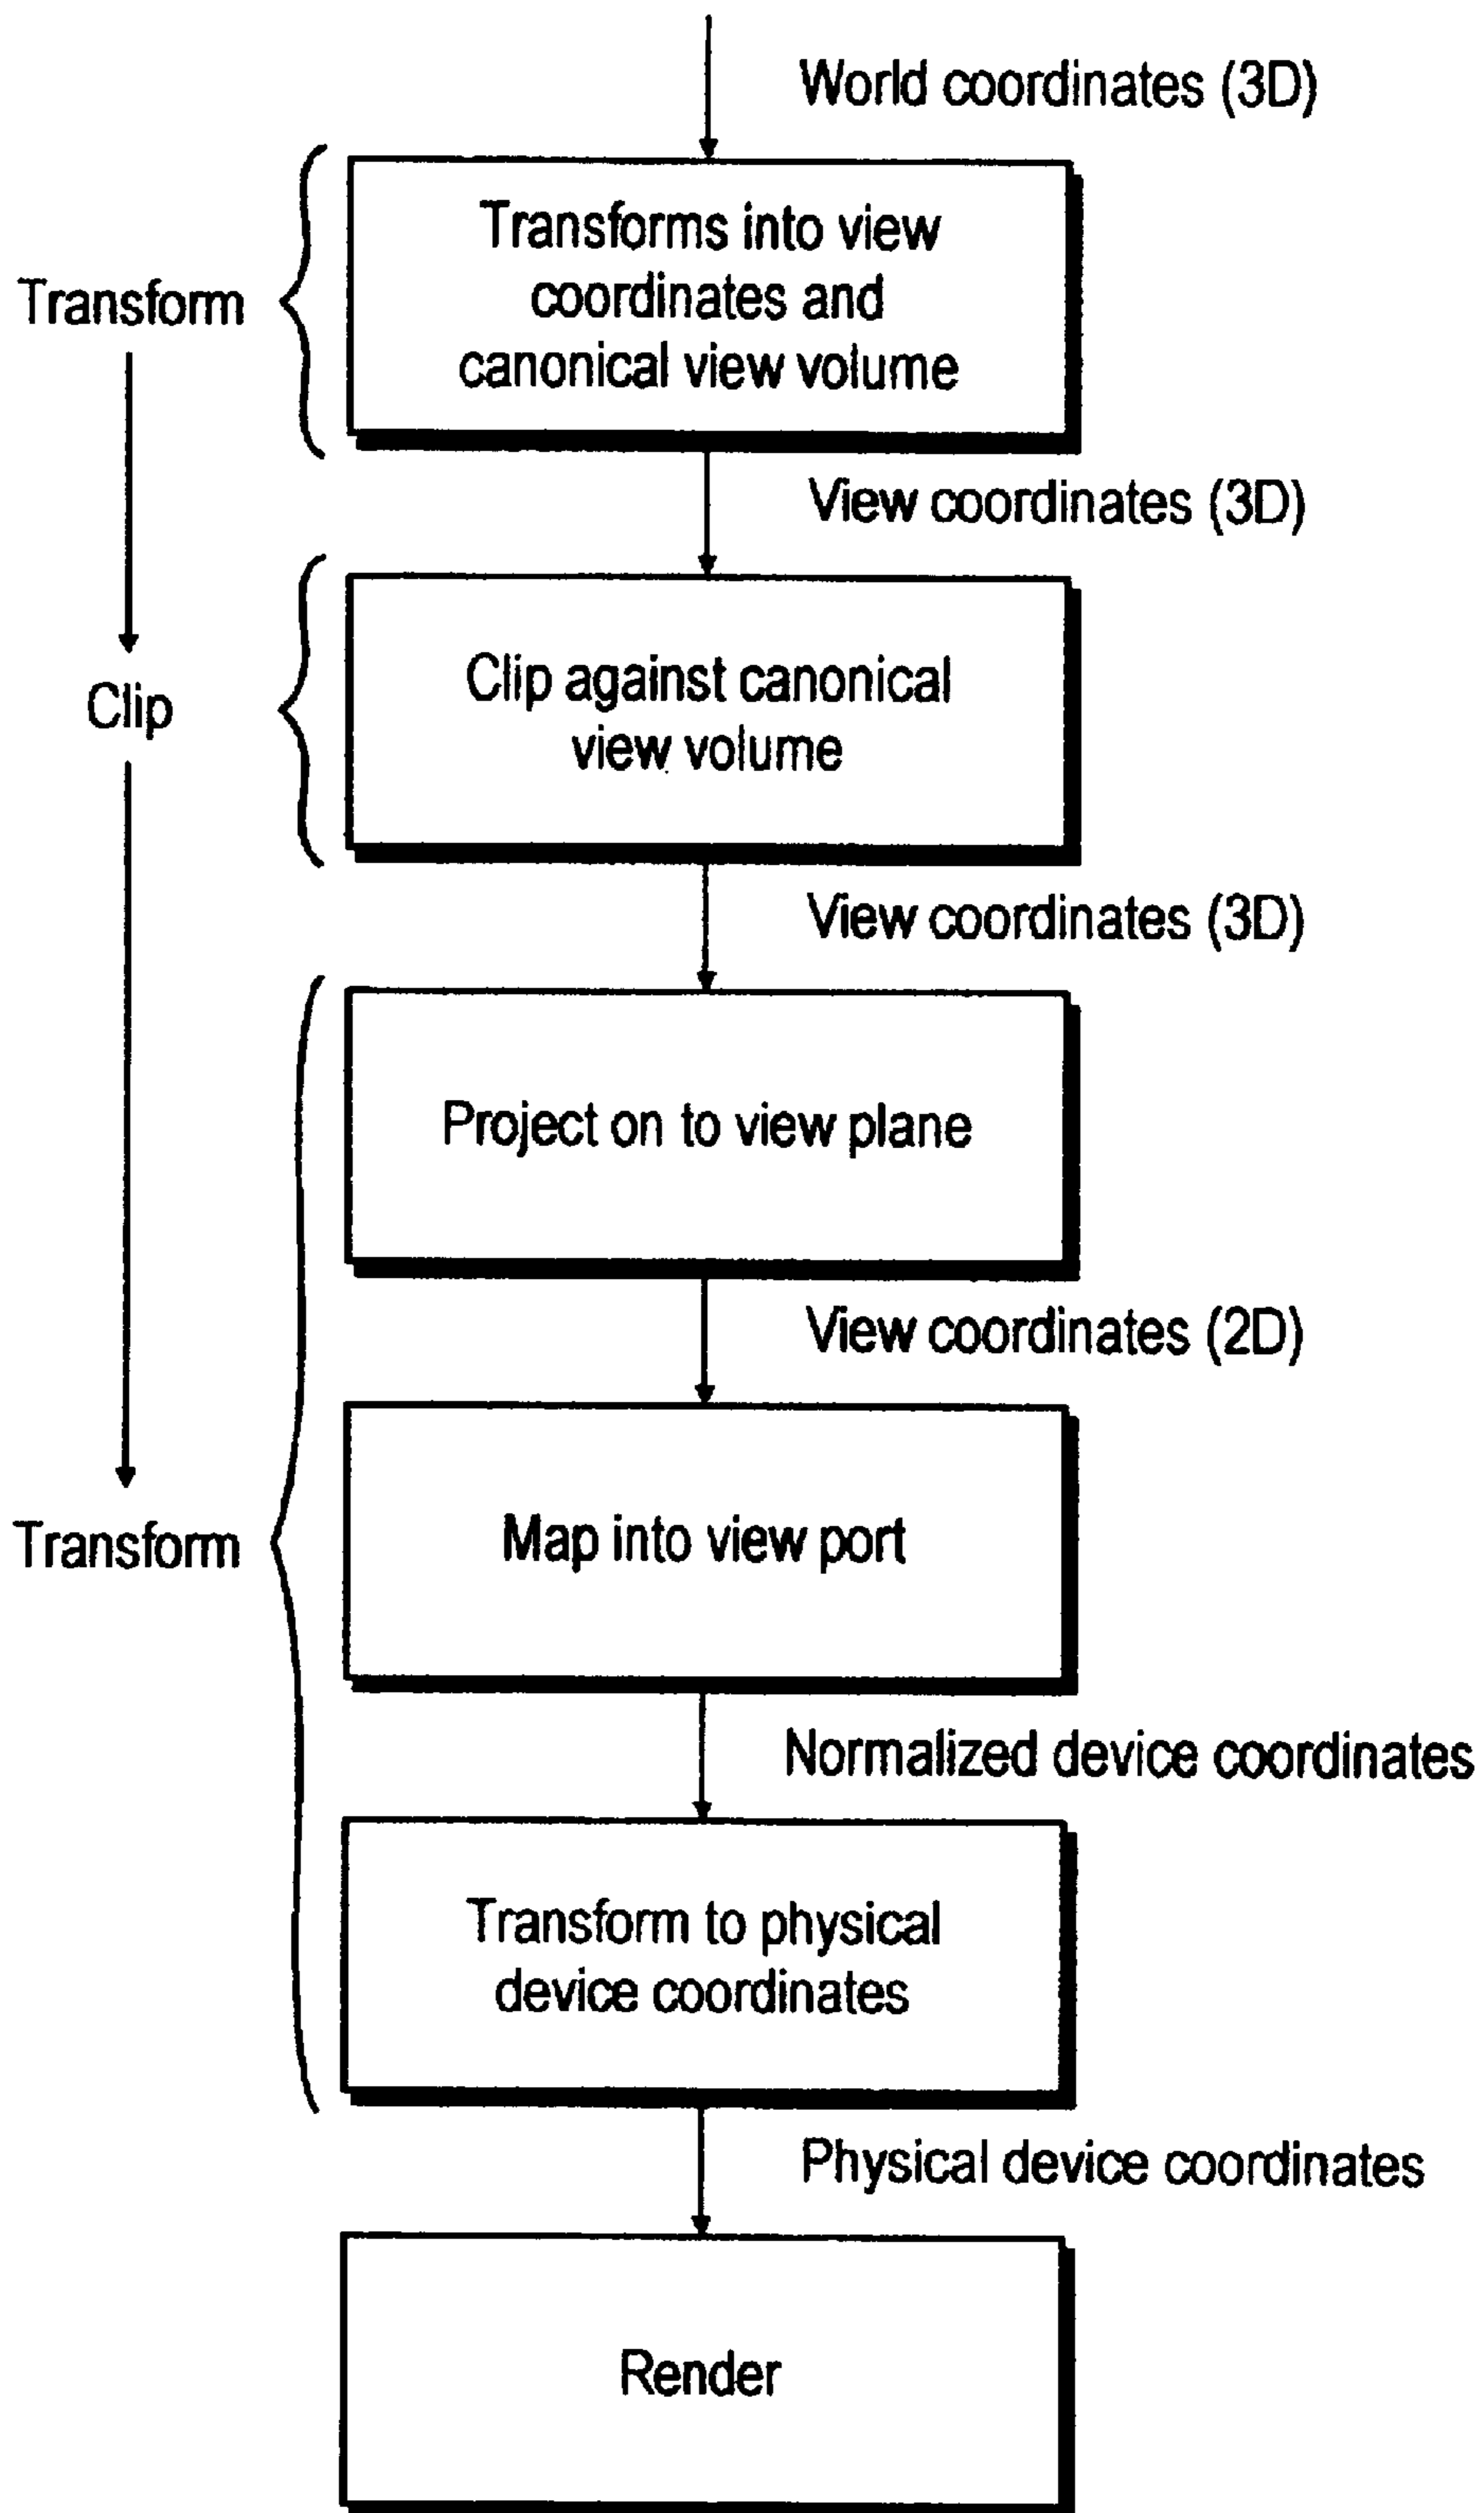 World coordinates (3D)
Transform
Transforms into view
coordinates and
canonical view volume
View coordinates (3D)
Clip
Clip against canonical
view volume
View coordinates (3D)
Project on to view plane
View coordinates (2D)
Transform
Map into view port
Normalized device coordinates
Transform to physical
device coordinates
Physical device coordinates
Render